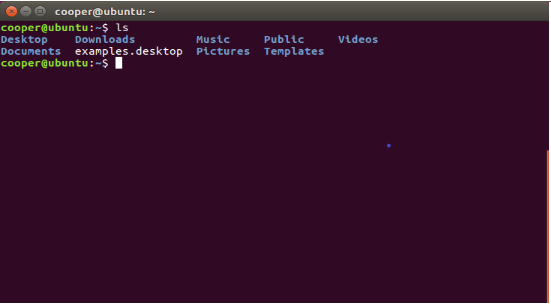 cooper@ubuntu: ~
cooper@ubuntu:~$ ls
Desktop Downloads Music Public Videos
Documents examples.desktop Pictures Templates
cooper@ubuntu:~$